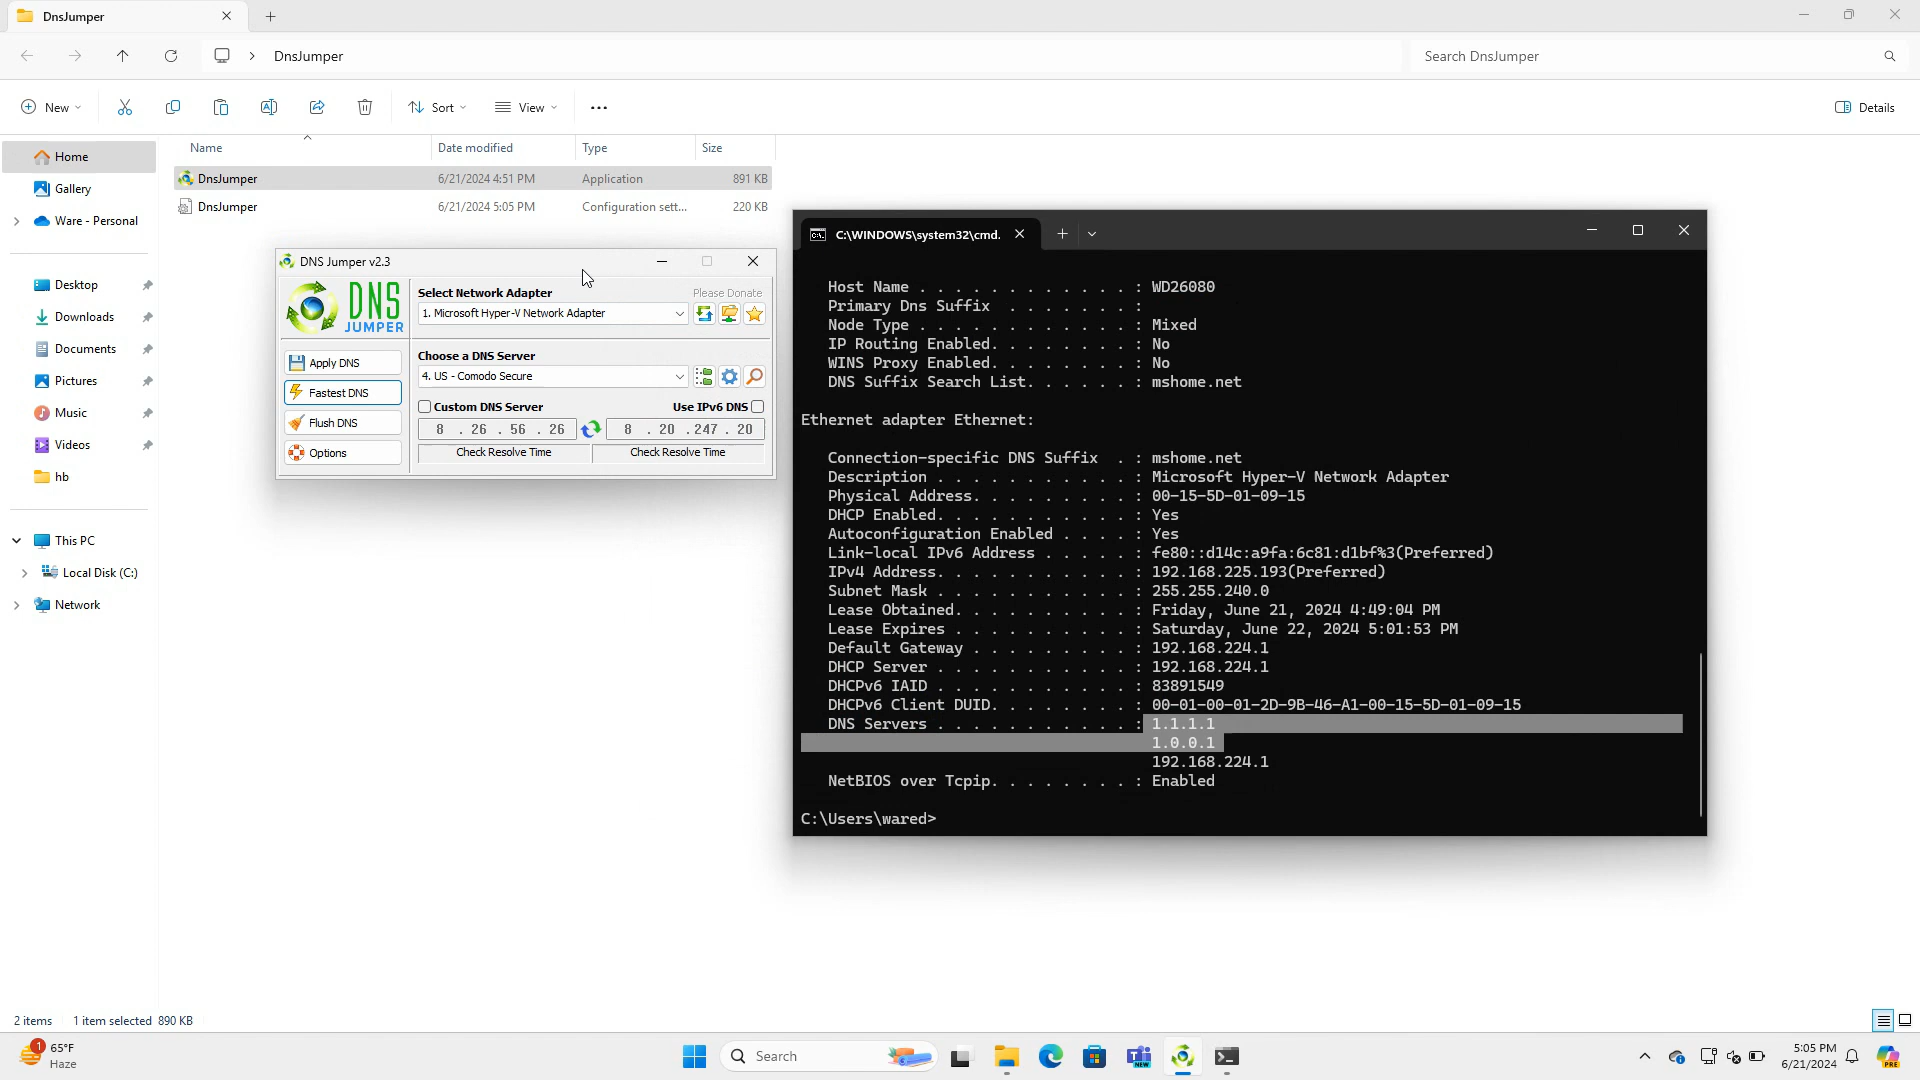 DnsJumper
DnsJumper
Search DnsJumper
New
Sort
View
Details
Name
Date modified
Type
Size
Home
Gallery
Ware - Personal
Desktop
Downloads
Documents
Pictures
Music
Videos
hb
This PC
Local Disk (C:)
Network
DnsJumper 6/21/2024 4:51 PM Application 891 KB
DnsJumper 6/21/2024 5:05 PM Configuration sett... 220 KB
DNS Jumper v2.3
DNS
JUMPER
Select Network Adapter
Please Donate
1. Microsoft Hyper-V Network Adapter
Choose a DNS Server
4. US - Comodo Secure
Apply DNS
Fastest DNS
Flush DNS
Options
Custom DNS Server
Use IPv6 DNS
8 . 26 . 56 . 26
8 . 20 . 247 . 20
Check Resolve Time
Check Resolve Time
C:\WINDOWS\system32\cmd.
Host Name . . . . . . . . . . . . : WD26080
Primary Dns Suffix  . . . . . . . :
Node Type . . . . . . . . . . . . : Mixed
IP Routing Enabled. . . . . . . . : No
WINS Proxy Enabled. . . . . . . . : No
DNS Suffix Search List. . . . . . : mshome.net
Ethernet adapter Ethernet:
Connection-specific DNS Suffix  . : mshome.net
Description . . . . . . . . . . . : Microsoft Hyper-V Network Adapter
Physical Address. . . . . . . . . : 00-15-5D-01-09-15
DHCP Enabled. . . . . . . . . . . : Yes
Autoconfiguration Enabled . . . . : Yes
Link-local IPv6 Address . . . . . : fe80::d14c:a9fa:6c81:d1bf%3(Preferred)
IPv4 Address. . . . . . . . . . . : 192.168.225.193(Preferred)
Subnet Mask . . . . . . . . . . . : 255.255.240.0
Lease Obtained. . . . . . . . . . : Friday, June 21, 2024 4:49:04 PM
Lease Expires . . . . . . . . . . : Saturday, June 22, 2024 5:01:53 PM
Default Gateway . . . . . . . . . : 192.168.224.1
DHCP Server . . . . . . . . . . . : 192.168.224.1
DHCPv6 IAID . . . . . . . . . . . : 83891549
DHCPv6 Client DUID. . . . . . . . : 00-01-00-01-2D-9B-46-A1-00-15-5D-01-09-15
DNS Servers . . . . . . . . . . . : 1.1.1.1
1.0.0.1
192.168.224.1
NetBIOS over Tcpip. . . . . . . . : Enabled
C:\Users\wared>
2 items
1 item selected 890 KB
1
65°F
Haze
Search
NEW
5:05 PM
6/21/2024
PRE